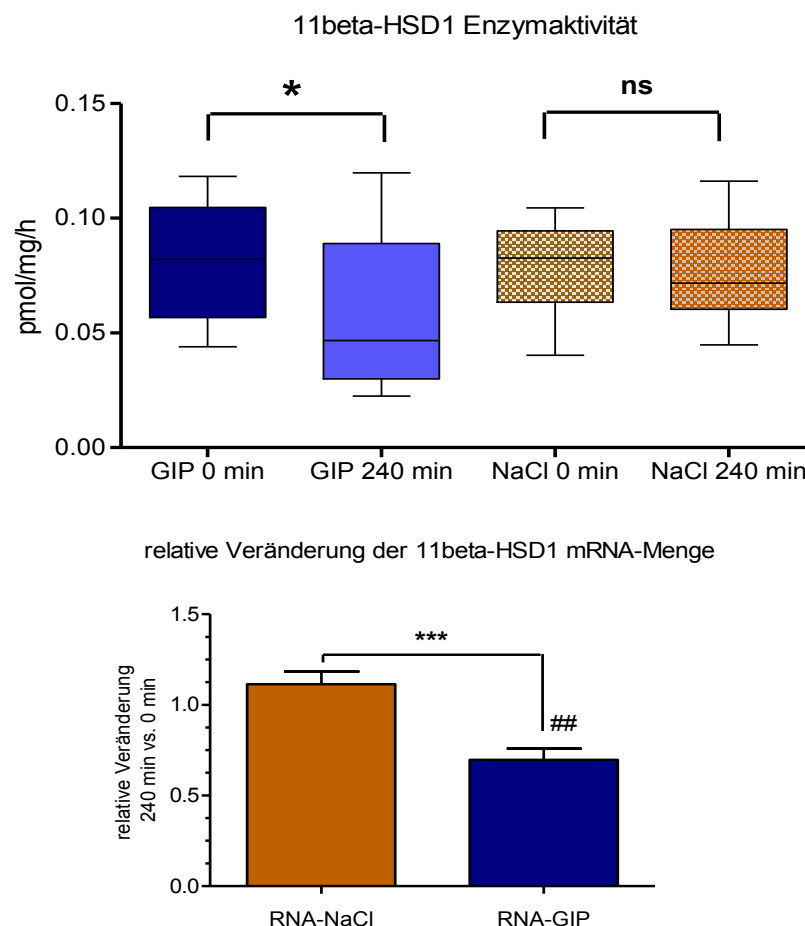 11beta-HSD1 Enzymaktivität
* ns
0.15
0.10
0.05
0.00
pmol/mg/h
GIP 0 min GIP 240 min NaCl 0 min NaCl 240 min
relative Veränderung der 11beta-HSD1 mRNA-Menge
1.5
1.0
0.5
0.0
relative Veränderung
240 min vs. 0 min
***
##
RNA-NaCl RNA-GIP